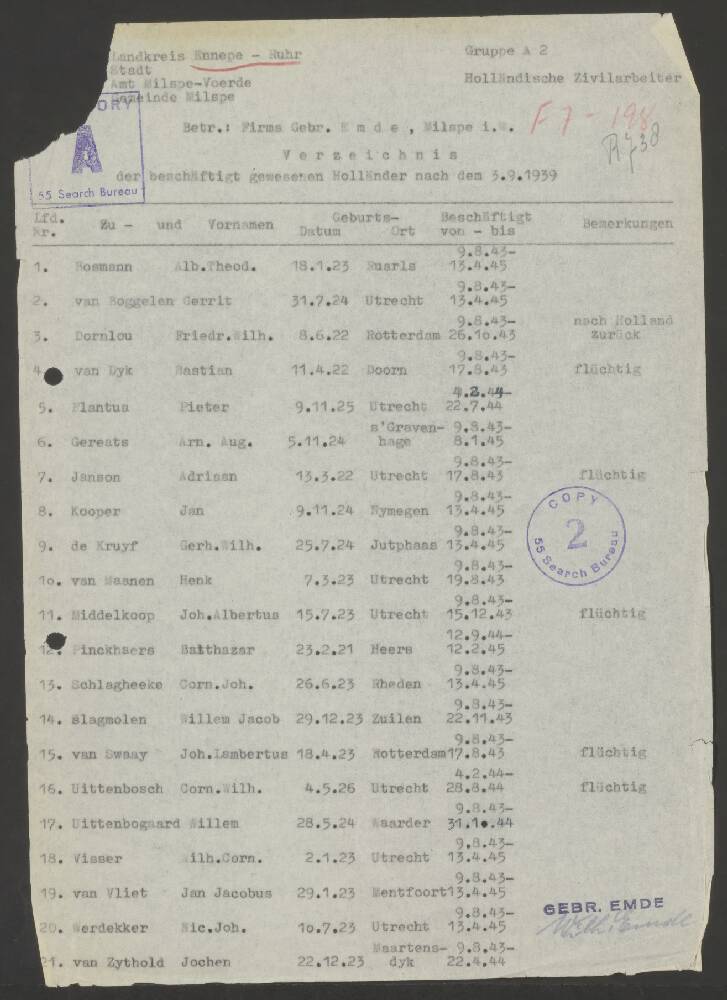 Landkreis Ennepe - Ruhr Gruppe A 2
Stadt
Amt Milspe-Voerde Holländische Zivilarbeiter
Gemeinde Milspe
ORY
A
55 Search Bureau
Betr.: Firma Gebr. E m d e , Milspe i.W. F 7 - 198
R 738
V e r z e i c h n i s
der beschäftigt gewesenen Holländer nach dem 3.9.1939
Lfd. Nr. Zu - und Vornamen Geburts- Datum Ort Beschäftigt von - bis Bemerkungen
9.8.43-
1. Bosmann Alb.Theod. 18.1.23 Ruarls 13.4.45
9.8.43-
2. van Boggelen Gerrit 31.7.24 Utrecht 13.4.45
9.8.43- nach Holland
3. Dornlou Friedr.Wilh. 8.6.22 Rotterdam 26.10.43 zurück
9.8.43-
4. van Dyk Bastian 11.4.22 Doorn 17.8.43 flüchtig
4.2.44-
5. Plantua Pieter 9.11.25 Utrecht 22.7.44
s'Graven- 9.8.43-
6. Gereats Arn. Aug. 5.11.24 hage 8.1.45
9.8.43-
7. Janson Adriaan 13.3.22 Utrecht 17.8.43 flüchtig
9.8.43-
8. Kooper Jan 9.11.24 Nymegen 13.4.45
9.8.43-
9. de Kruyf Gerh.Wilh. 25.7.24 Jutphaas 13.4.45
9.8.43-
1o. van Maanen Henk 7.3.23 Utrecht 19.8.43
9.8.43-
11. Middelkoop Joh.Albertus 15.7.23 Utrecht 15.12.43 flüchtig
12.9.44-
12. Pinckhaers Balthazar 23.2.21 Heers 12.2.45
9.8.43-
13. Schlagheeke Corn.Joh. 26.6.23 Rheden 13.4.45
9.8.43-
14. Slagmolen Willem Jacob 29.12.23 Zuilen 22.11.43
9.8.43-
15. van Swaay Joh.Lambertus 18.4.23 Rotterdam 17.8.43 flüchtig
4.2.44-
16. Uittenbosch Corn.Wilh. 4.5.26 Utrecht 28.8.44 flüchtig
9.8.43-
17. Uittenbogaard Willem 28.5.24 Waarder 31.1o.44
9.8.43-
18. Visser Wilh.Corn. 2.1.23 Utrecht 13.4.45
9.8.43-
19. van Vliet Jan Jacobus 29.1.23 Mentfoort 13.4.45
9.8.43-
20. Werdekker Nic.Joh. 1o.7.23 Utrecht 13.4.45
Maartens- 9.8.43-
21. van Zythold Jochen 22.12.23 dyk 22.4.44
COPY
2
55 Search Bureau
GEBR. EMDE